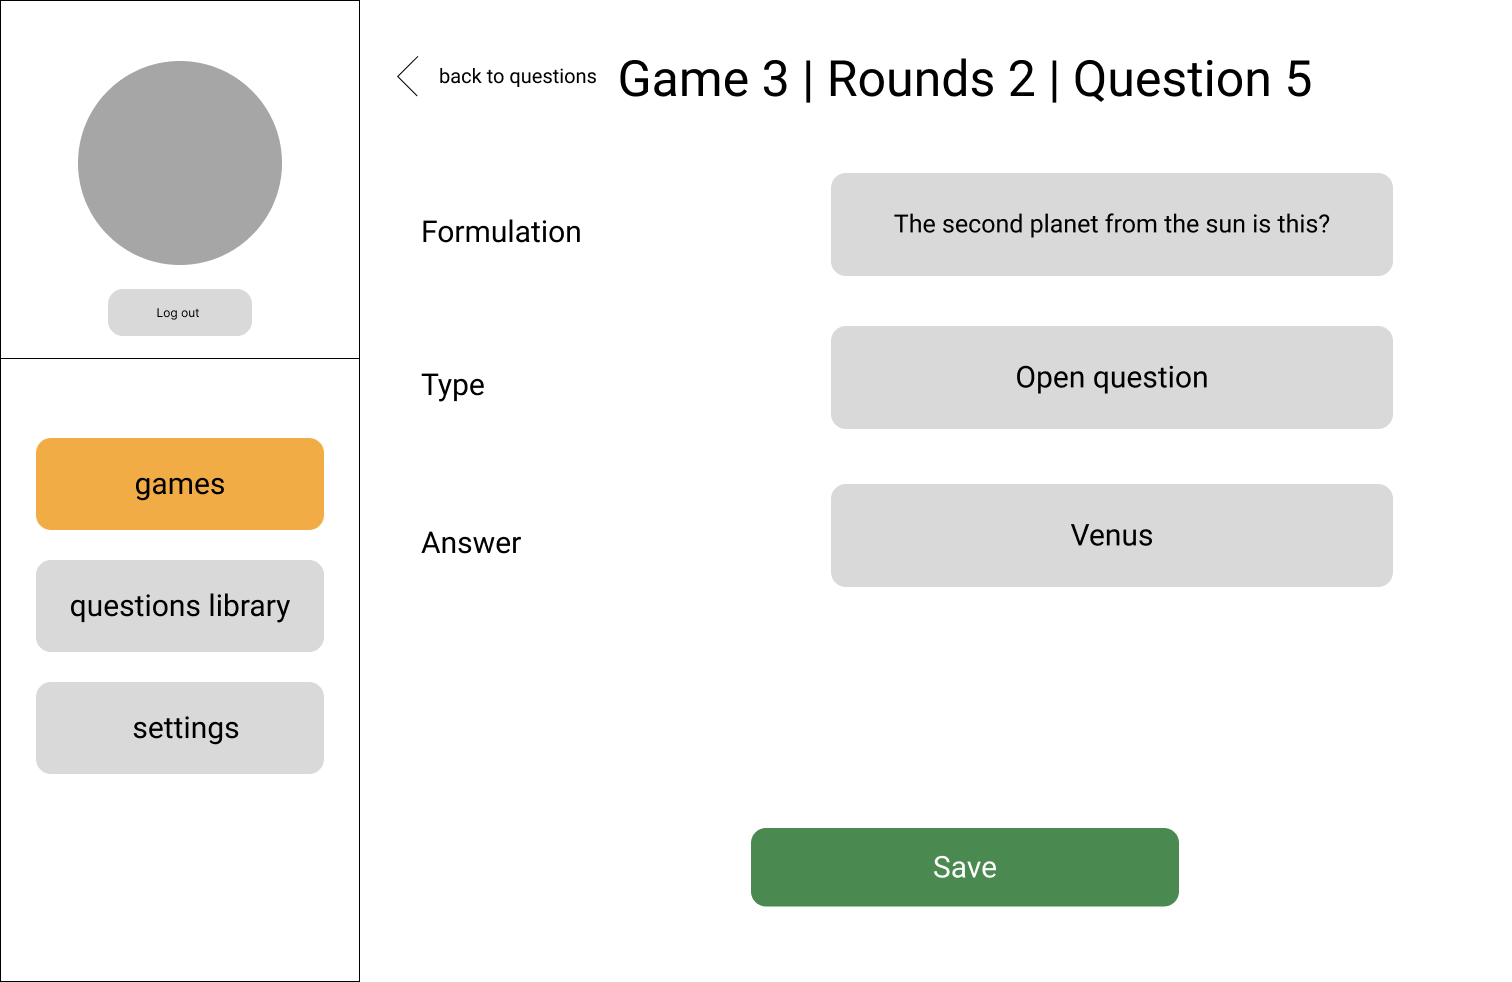 Log out
games
questions library
settings
back to questions
Game 3 | Rounds 2 | Question 5
Formulation
The second planet from the sun is this?
Type
Open question
Answer
Venus
Save